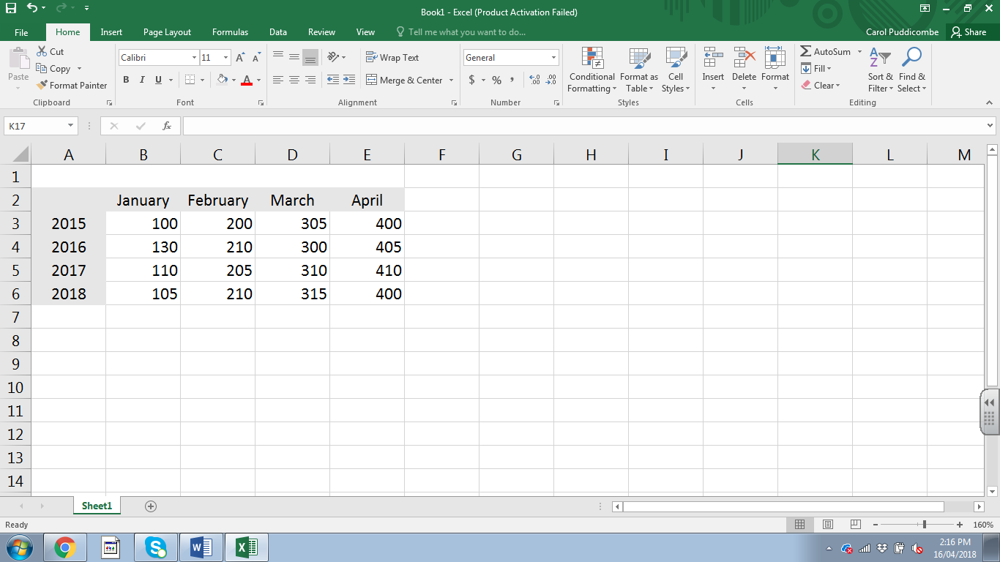 Book1 - Excel (Product Activation Failed)
File Home Insert Page Layout Formulas Data Review View Tell me what you want to do... Carol Puddicombe Share
Paste Cut Copy Format Painter Clipboard
Calibri 11 B I U A Font
Wrap Text Merge & Center Alignment
General $ % , Number
Conditional Formatting Format as Table Cell Styles Styles
Insert Delete Format Cells
AutoSum Fill Clear Sort & Filter Find & Select Editing
K17 fx
A B C D E F G H I J K L M
1
2 January February March April
3 2015 100 200 305 400
4 2016 130 210 300 405
5 2017 110 205 310 410
6 2018 105 210 315 400
7
8
9
10
11
12
13
14
Sheet1
Ready 160%
2:16 PM
16/04/2018